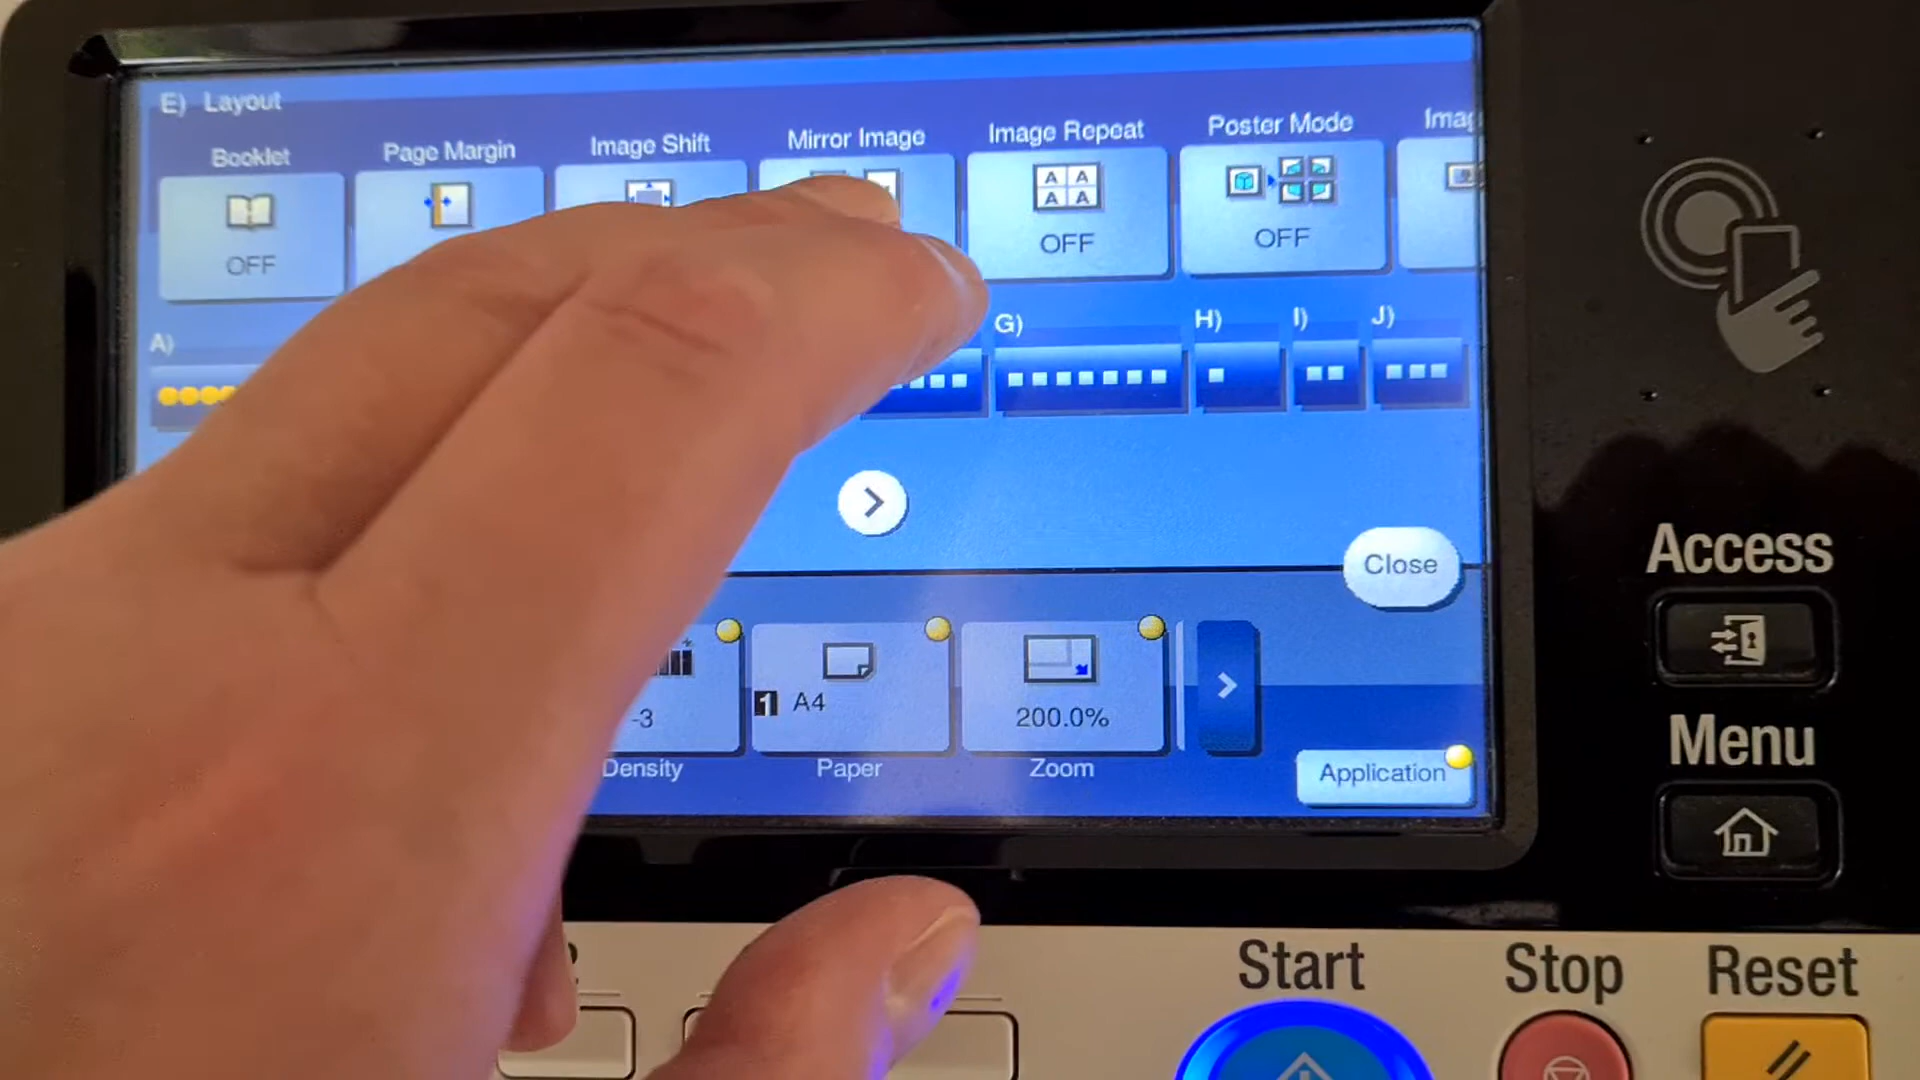 E) Layout
Booklet
Page Margin
Image Shift
Mirror Image
Image Repeat
Poster Mode
OFF
A A
A A
OFF
OFF
A)
G)
H)
I)
J)
Close
-3
1 A4
200.0%
Density
Paper
Zoom
Application
Access
Menu
Start
Stop
Reset